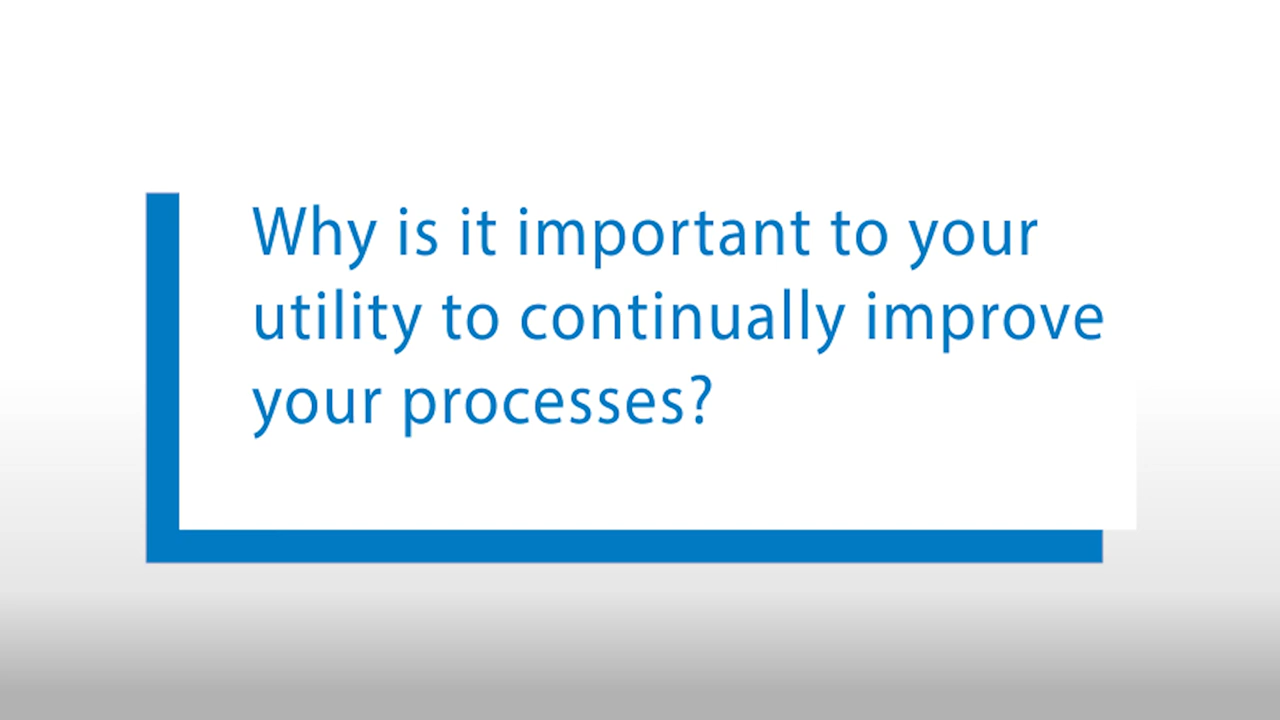 Why is it important to your
utility to continually improve
your processes?